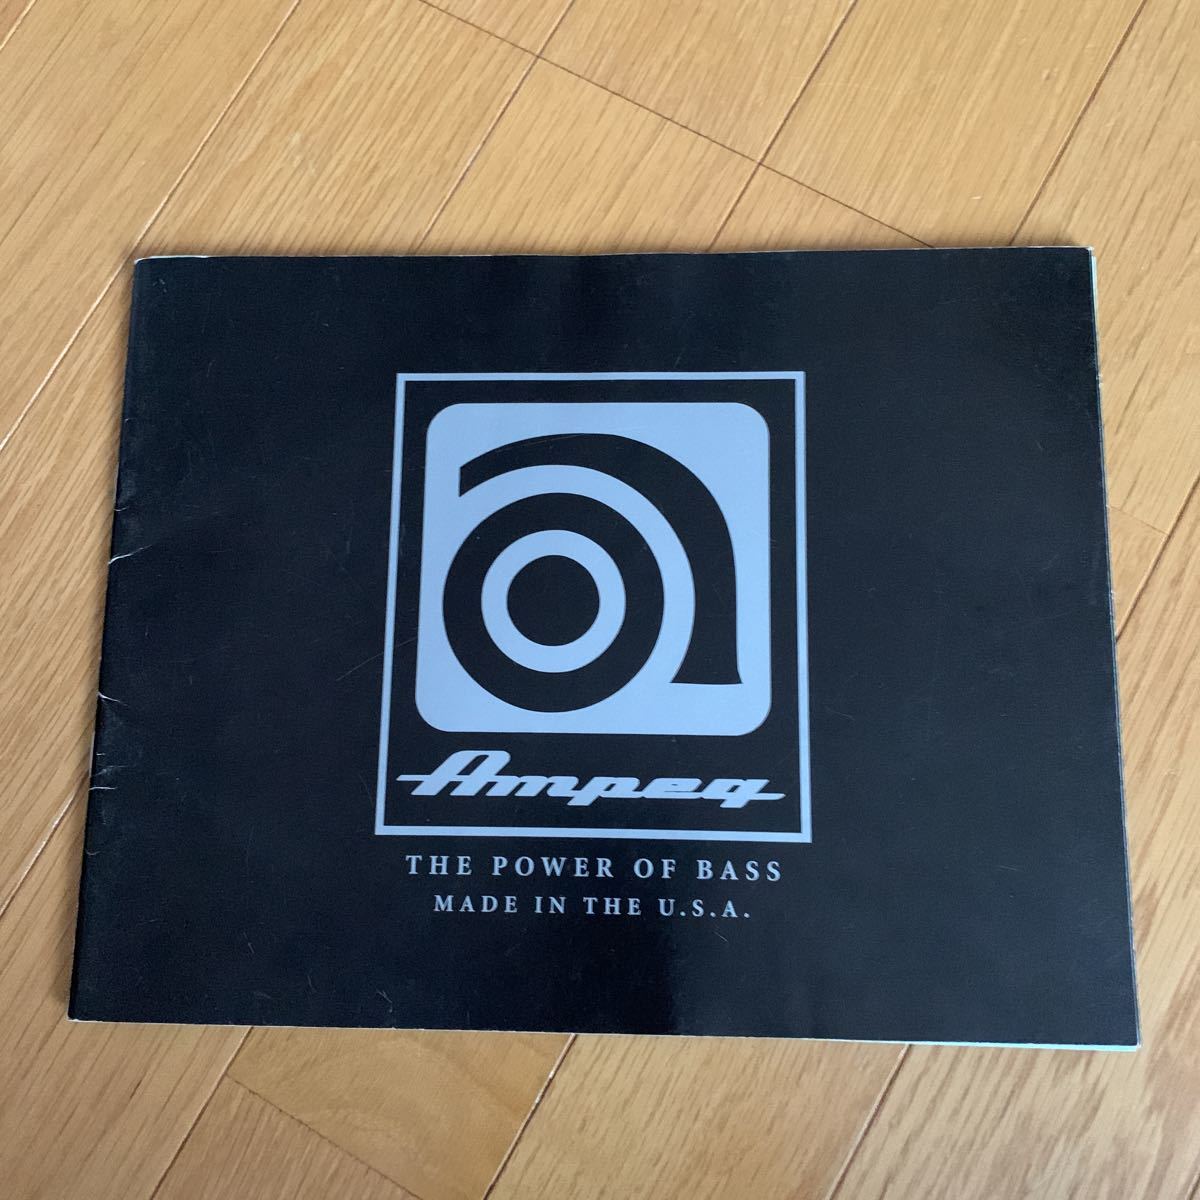 Ampeg
THE POWER OF BASS
MADE IN THE U.S.A.